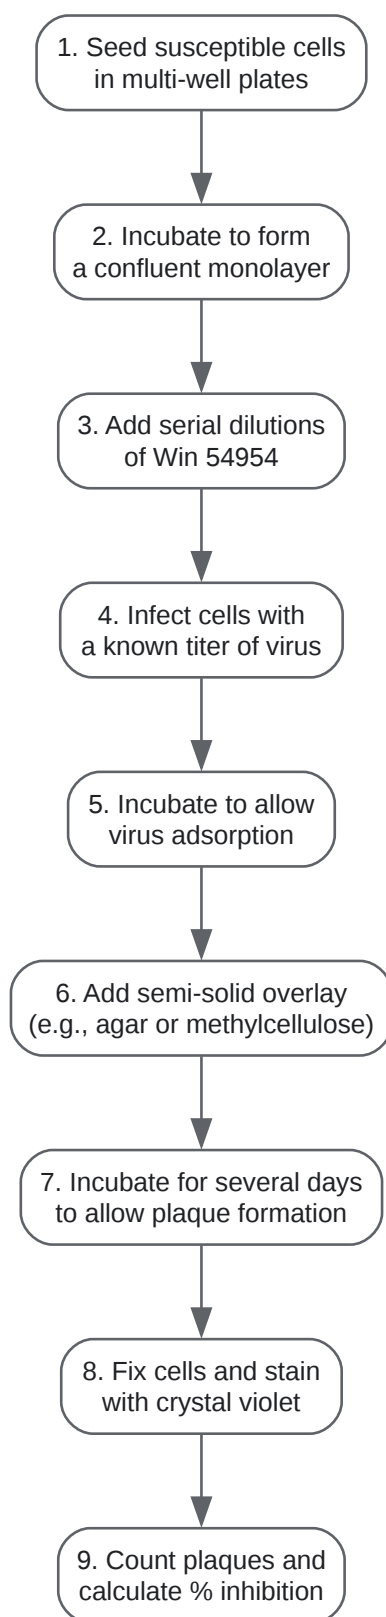 1. Seed susceptible cells
in multi-well plates
2. Incubate to form
a confluent monolayer
3. Add serial dilutions
of Win 54954
4. Infect cells with
a known titer of virus
5. Incubate to allow
virus adsorption
6. Add semi-solid overlay
(e.g., agar or methylcellulose)
7. Incubate for several days
to allow plaque formation
8. Fix cells and stain
with crystal violet
9. Count plaques and
calculate % inhibition